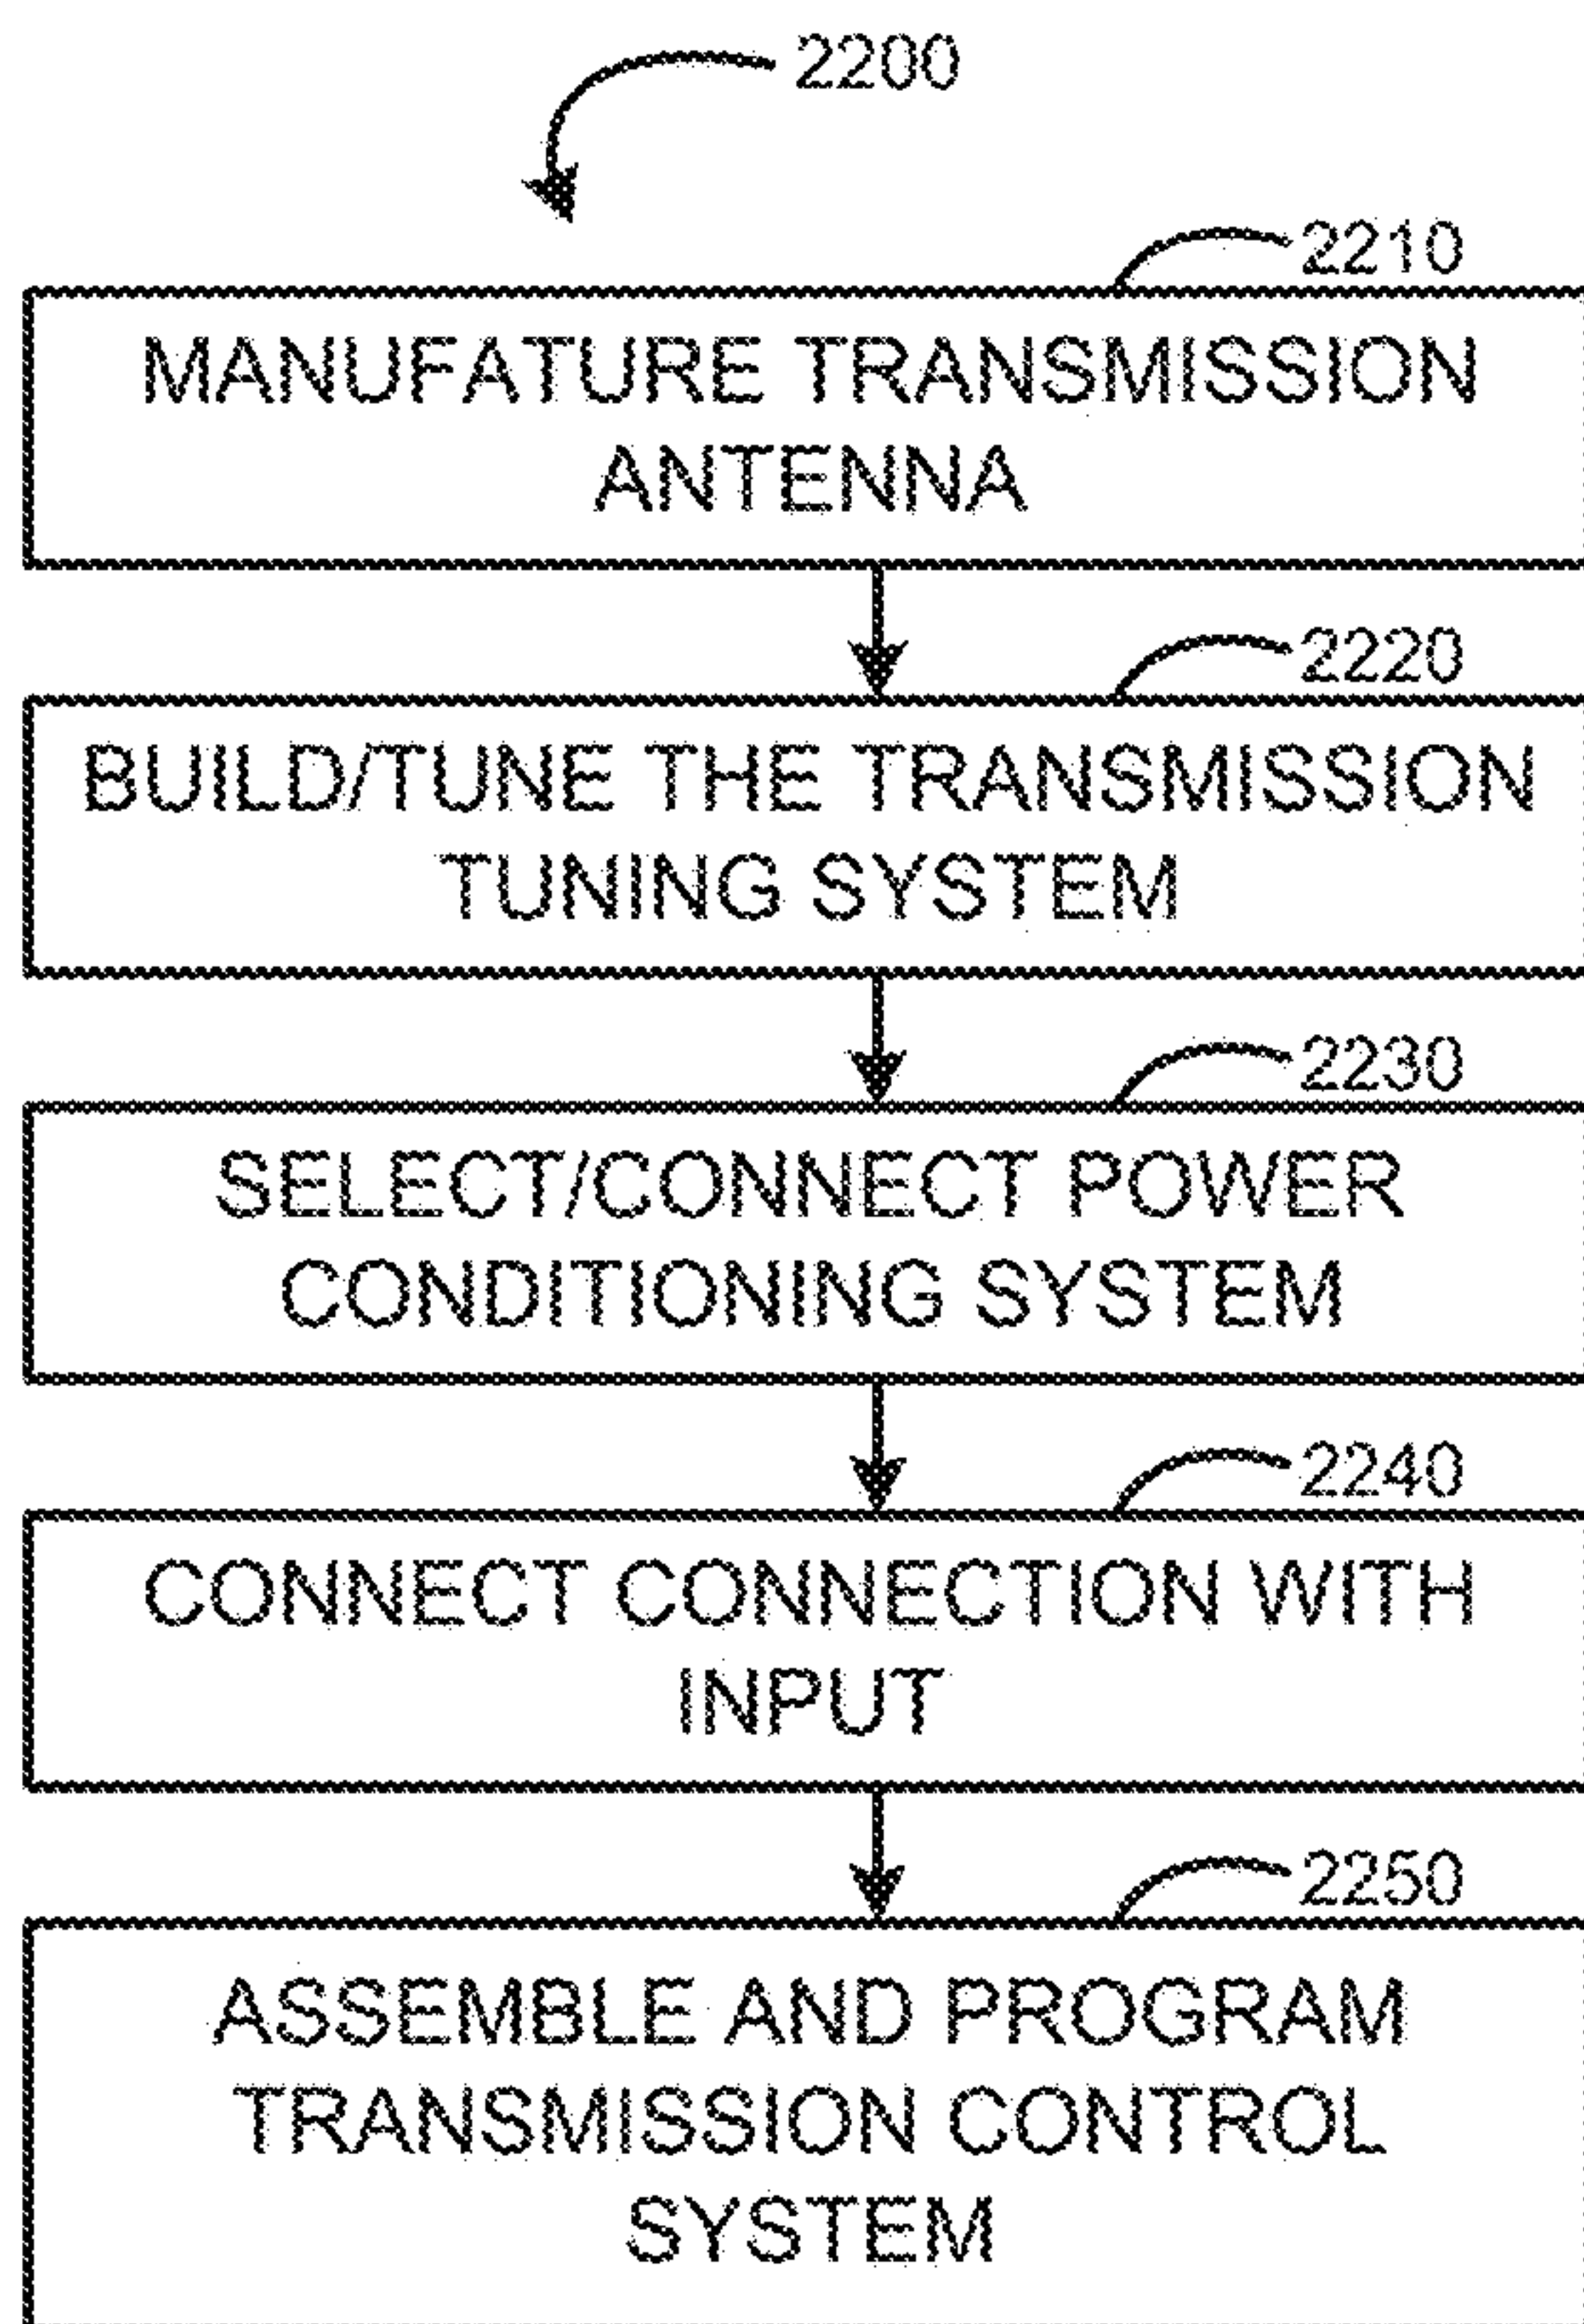 2200
2210
MANUFATURE TRANSMISSION
ANTENNA
2220
BUILD/TUNE THE TRANSMISSION
TUNING SYSTEM
2230
SELECT/CONNECT POWER
CONDITIONING SYSTEM
2240
CONNECT CONNECTION WITH
INPUT
2250
ASSEMBLE AND PROGRAM
TRANSMISSION CONTROL
SYSTEM